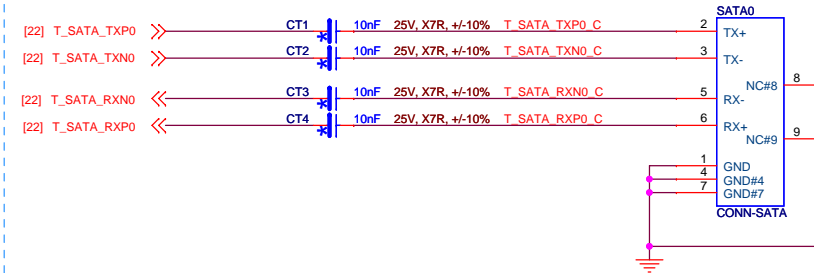 SATA0
[22] T_SATA_TXP0 CT1 10nF 25V, X7R, +/-10% T_SATA_TXP0_C 2 TX+
[22] T_SATA_TXN0 CT2 10nF 25V, X7R, +/-10% T_SATA_TXN0_C 3 TX-
NC#8 8
[22] T_SATA_RXN0 CT3 10nF 25V, X7R, +/-10% T_SATA_RXN0_C 5 RX-
[22] T_SATA_RXP0 CT4 10nF 25V, X7R, +/-10% T_SATA_RXP0_C 6 RX+
NC#9 9
1 GND
4 GND#4
7 GND#7
CONN-SATA